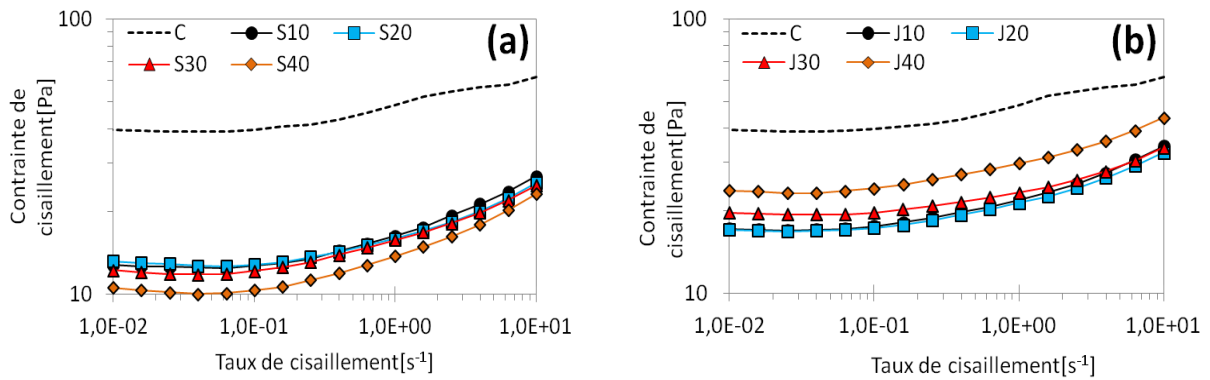 100
C
S10
S20
(a)
S30
S40
Contrainte de
cisaillement[Pa]
10
1,0E-02
1,0E-01
1,0E+00
1,0E+01
Taux de cisaillement[s-1]
100
C
J10
J20
(b)
J30
J40
Contrainte de
cisaillement[Pa]
10
1,0E-02
1,0E-01
1,0E+00
1,0E+01
Taux de cisaillement[s-1]